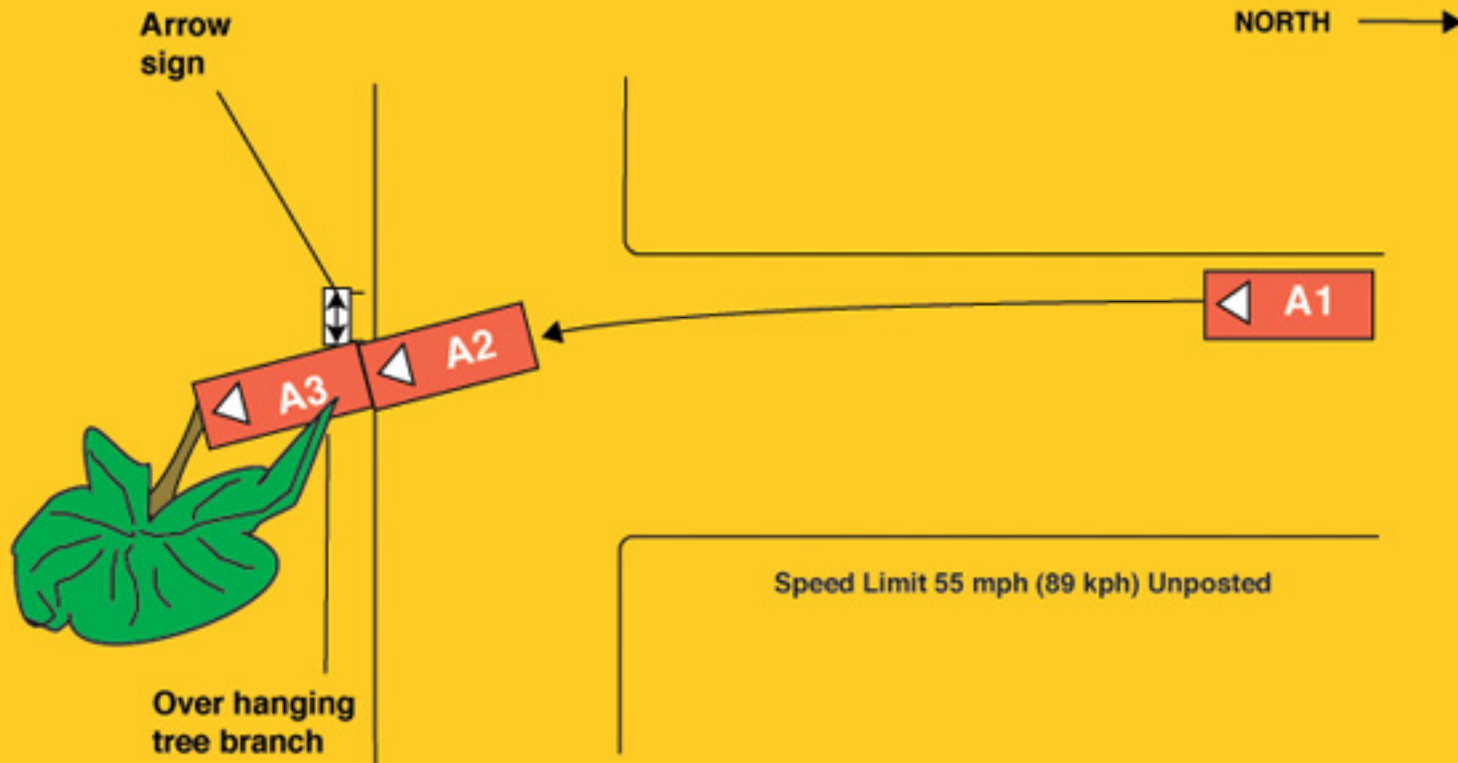 Arrow
sign
NORTH
A1
A2
A3
Speed Limit 55 mph (89 kph) Unposted
Over hanging
tree branch